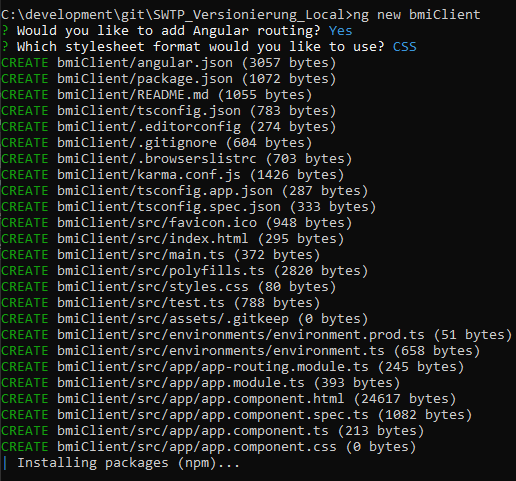 C:\development\git\SWTP_Versionierung_Local>ng new bmiClient
? Would you like to add Angular routing? Yes
? Which stylesheet format would you like to use? CSS
CREATE bmiClient/angular.json (3057 bytes)
CREATE bmiClient/package.json (1072 bytes)
CREATE bmiClient/README.md (1055 bytes)
CREATE bmiClient/tsconfig.json (783 bytes)
CREATE bmiClient/.editorconfig (274 bytes)
CREATE bmiClient/.gitignore (604 bytes)
CREATE bmiClient/.browserslistrc (703 bytes)
CREATE bmiClient/karma.conf.js (1426 bytes)
CREATE bmiClient/tsconfig.app.json (287 bytes)
CREATE bmiClient/tsconfig.spec.json (333 bytes)
CREATE bmiClient/src/favicon.ico (948 bytes)
CREATE bmiClient/src/index.html (295 bytes)
CREATE bmiClient/src/main.ts (372 bytes)
CREATE bmiClient/src/polyfills.ts (2820 bytes)
CREATE bmiClient/src/styles.css (80 bytes)
CREATE bmiClient/src/test.ts (788 bytes)
CREATE bmiClient/src/assets/.gitkeep (0 bytes)
CREATE bmiClient/src/environments/environment.prod.ts (51 bytes)
CREATE bmiClient/src/environments/environment.ts (658 bytes)
CREATE bmiClient/src/app/app-routing.module.ts (245 bytes)
CREATE bmiClient/src/app/app.module.ts (393 bytes)
CREATE bmiClient/src/app/app.component.html (24617 bytes)
CREATE bmiClient/src/app/app.component.spec.ts (1082 bytes)
CREATE bmiClient/src/app/app.component.ts (213 bytes)
CREATE bmiClient/src/app/app.component.css (0 bytes)
| Installing packages (npm)...